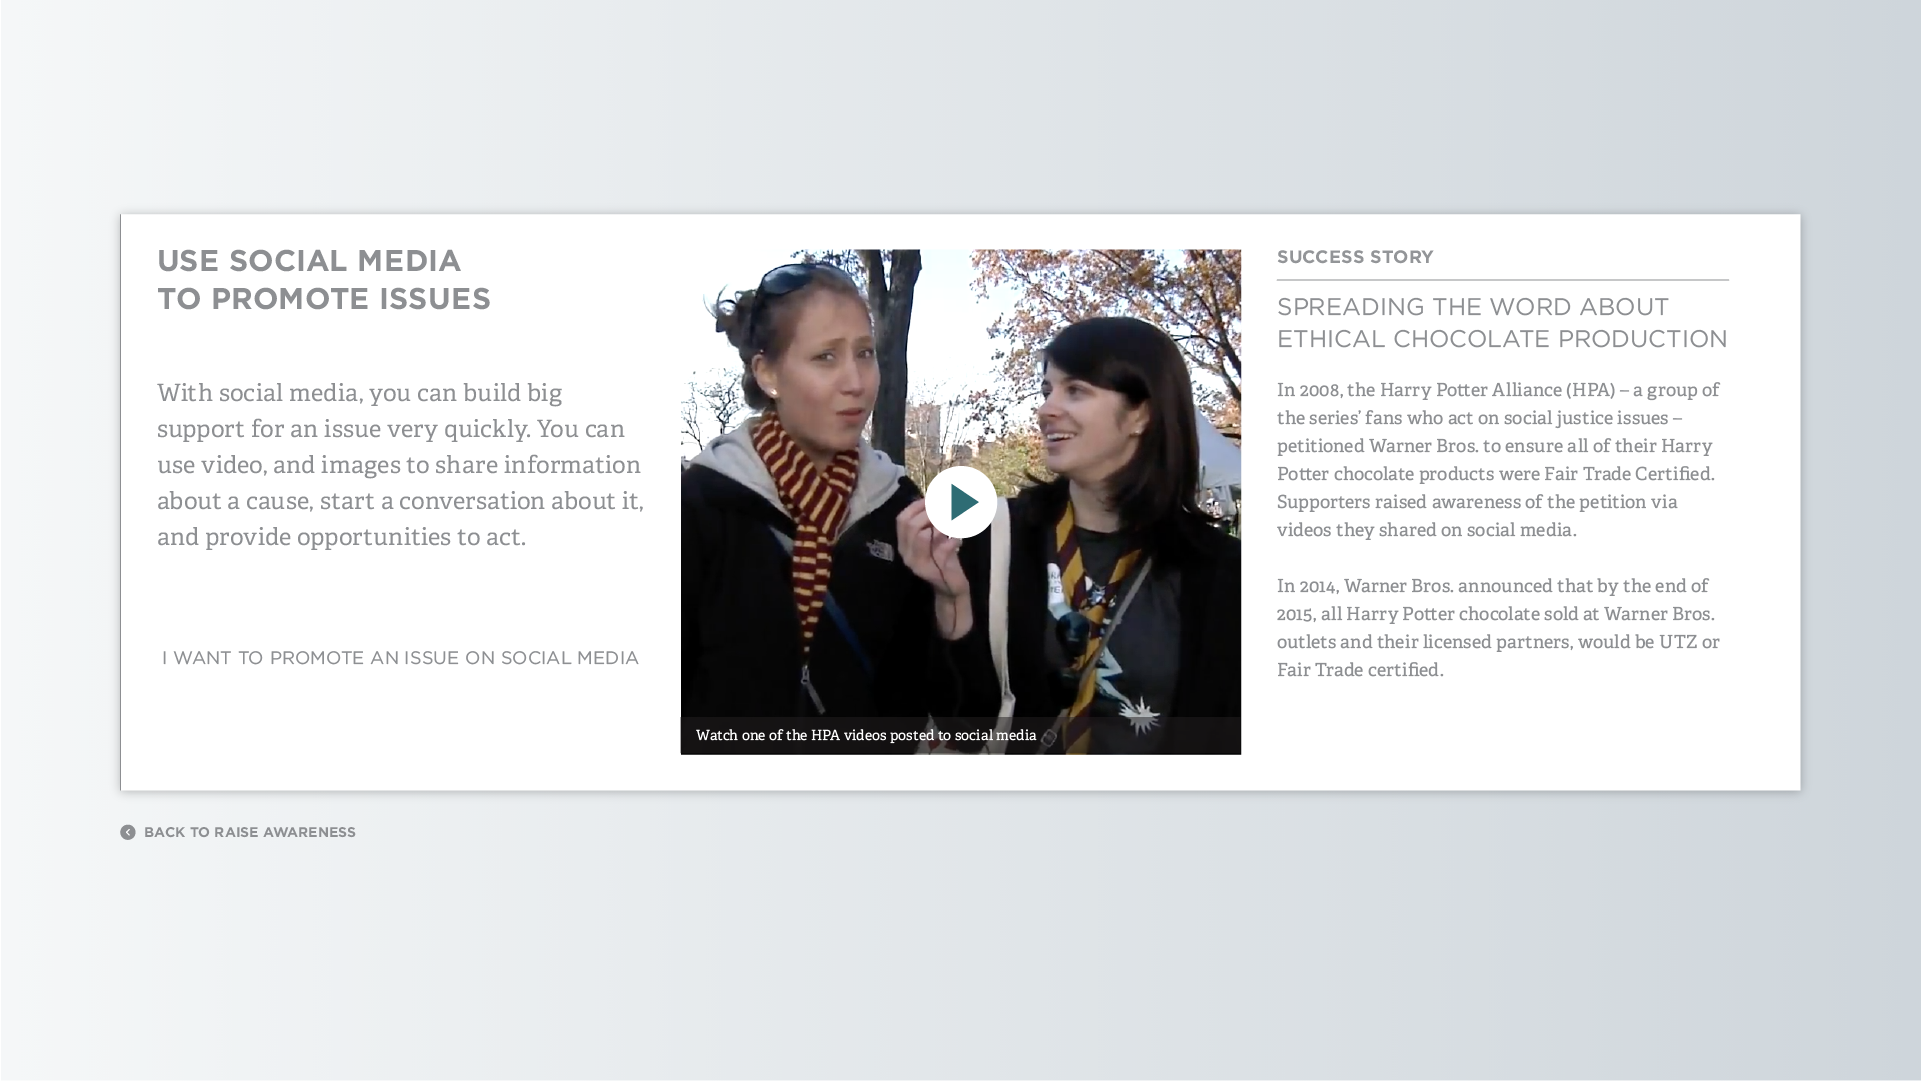 USE SOCIAL MEDIA
TO PROMOTE ISSUES
With social media, you can build big
support for an issue very quickly. You can
use video, and images to share information
about a cause, start a conversation about it,
and provide opportunities to act.
I WANT TO PROMOTE AN ISSUE ON SOCIAL MEDIA
Watch one of the HPA videos posted to social media
SUCCESS STORY
SPREADING THE WORD ABOUT
ETHICAL CHOCOLATE PRODUCTION
In 2008, the Harry Potter Alliance (HPA) – a group of
the series' fans who act on social justice issues –
petitioned Warner Bros. to ensure all of their Harry
Potter chocolate products were Fair Trade Certified.
Supporters raised awareness of the petition via
videos they shared on social media.
In 2014, Warner Bros. announced that by the end of
2015, all Harry Potter chocolate sold at Warner Bros.
outlets and their licensed partners, would be UTZ or
Fair Trade certified.
BACK TO RAISE AWARENESS